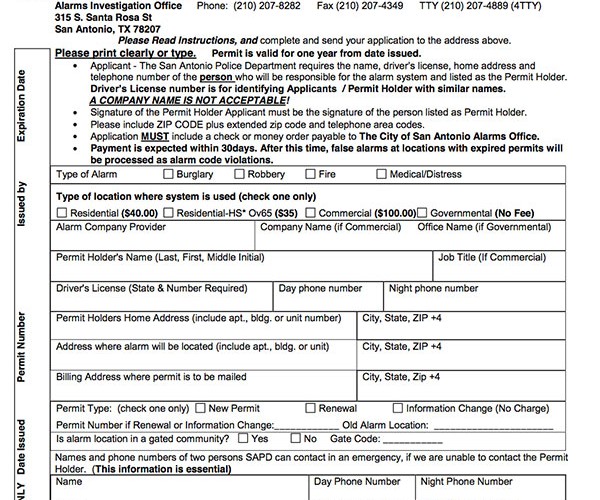 Alarms Investigation Office Phone: (210) 207-8282 Fax (210) 207-4349 TTY (210) 207-4889 (4TTY)
315 S. Santa Rosa St
San Antonio, TX 78207
Please Read Instructions, and complete and send your application to the address above.
Please print clearly or type. Permit is valid for one year from date issued.
• Applicant - The San Antonio Police Department requires the name, driver's license, home address and
telephone number of the person who will be responsible for the alarm system and listed as the Permit Holder.
Driver's License number is for identifying Applicants / Permit Holder with similar names.
A COMPANY NAME IS NOT ACCEPTABLE!
• Signature of the Permit Holder Applicant must be the signature of the person listed as Permit Holder.
• Please include ZIP CODE plus extended zip code and telephone area codes.
• Application MUST include a check or money order payable to The City of San Antonio Alarms Office.
• Payment is expected within 30days. After this time, false alarms at locations with expired permits will
be processed as alarm code violations.
Type of Alarm Burglary Robbery Fire Medical/Distress
Type of location where system is used (check one only)
Residential ($40.00) Residential-HS* Ov65 ($35) Commercial ($100.00) Governmental (No Fee)
Alarm Company Provider Company Name (if Commercial) Office Name (if Governmental)
Permit Holder's Name (Last, First, Middle Initial) Job Title (If Commercial)
Driver's License (State & Number Required) Day phone number Night phone number
Permit Holders Home Address (include apt., bldg. or unit number) City, State, ZIP +4
Address where alarm will be located (include apt., bldg. or unit) City, State, ZIP +4
Billing Address where permit is to be mailed City, State, Zip +4
Permit Type: (check one only) New Permit Renewal Information Change (No Charge)
Permit Number if Renewal or Information Change:____________ Old Alarm Location: ____________________
Is alarm location in a gated community? Yes No Gate Code: __________
Names and phone numbers of two persons SAPD can contact in an emergency, if we are unable to contact the Permit
Holder. (This information is essential)
Name Day Phone Number Night Phone Number
Expiration Date
Issued by
Permit Number
Date Issued
NLY